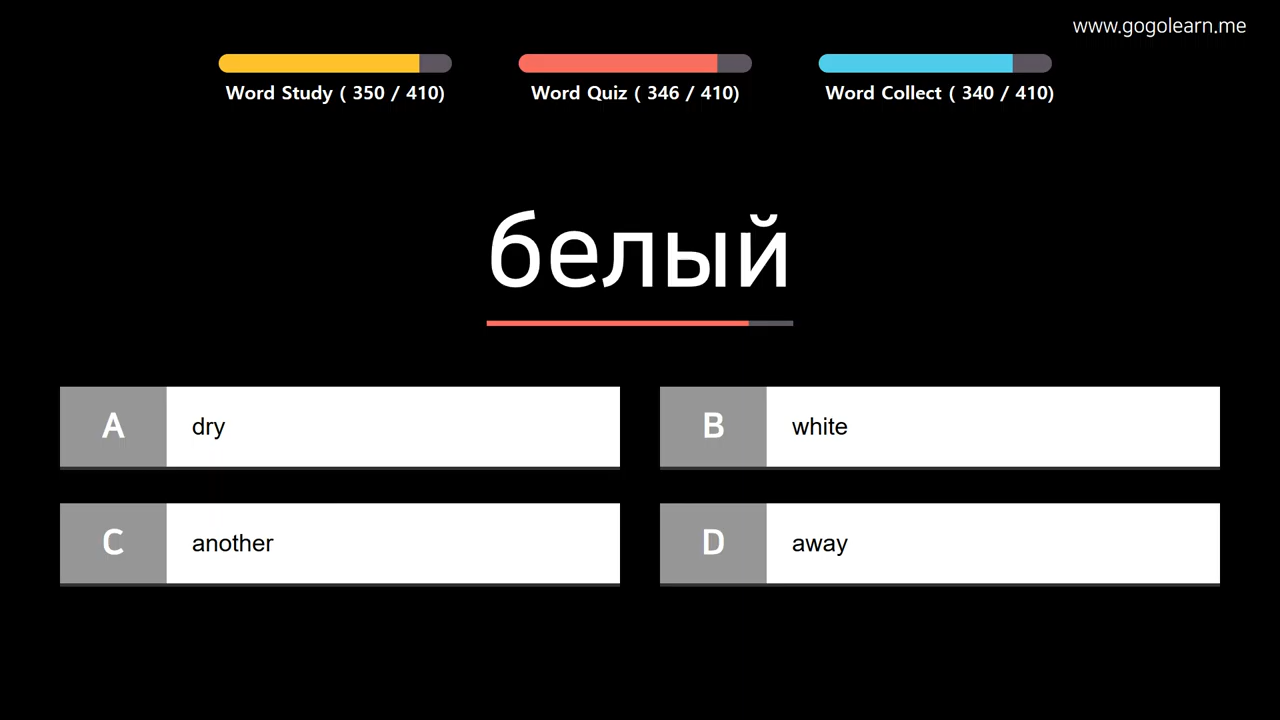 www.gogolearn.me
Word Study ( 350 / 410)
Word Quiz ( 346 / 410)
Word Collect ( 340 / 410)
белый
A dry
B white
C another
D away